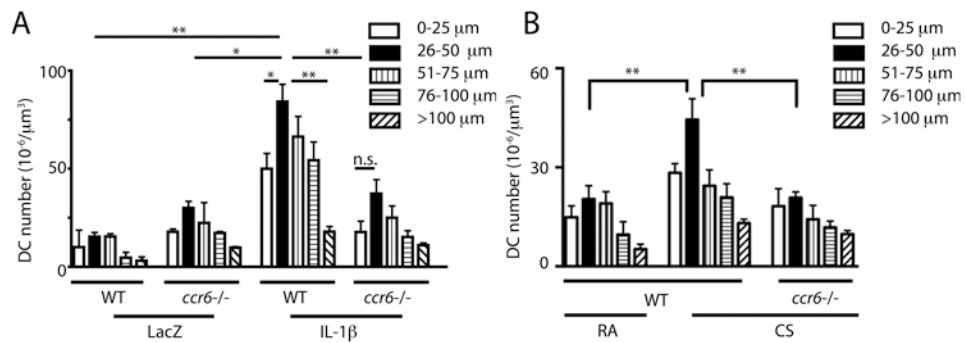 A
**
*
**
*
**
n.s.
0-25 μm
26-50 μm
51-75 μm
76-100 μm
>100 μm
DC number (10⁻⁶/μm³)
100
50
0
WT
ccr6-/-
WT
ccr6-/-
LacZ
IL-1β
B
**
**
0-25 μm
26-50 μm
51-75 μm
76-100 μm
>100 μm
DC number (10⁻⁶/μm³)
60
30
0
WT
ccr6-/-
RA
CS